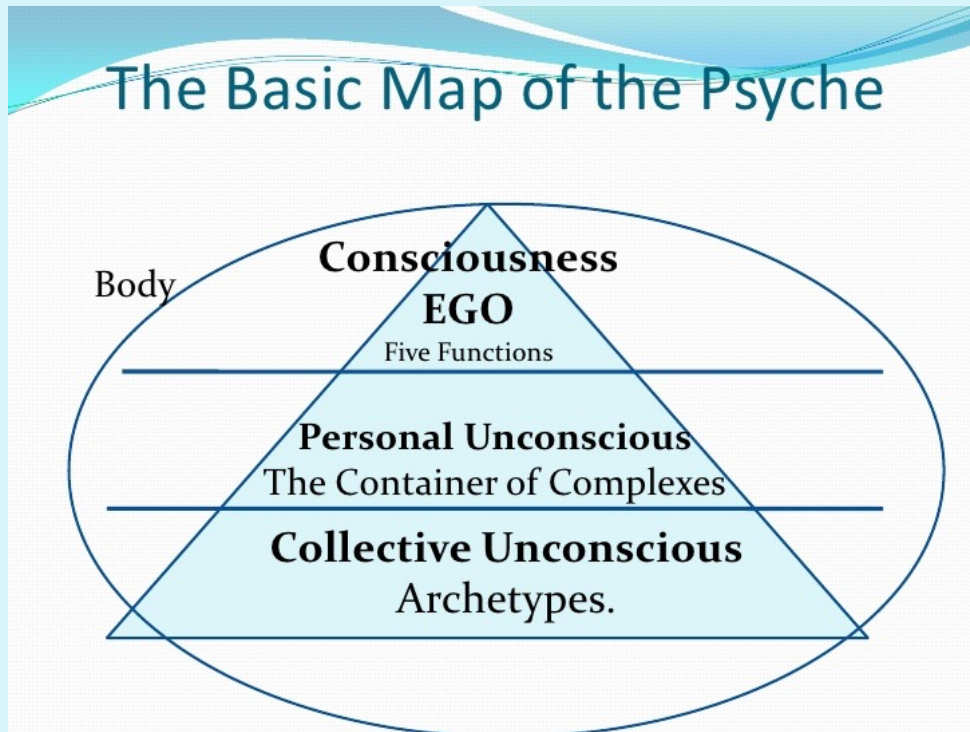 The Basic Map of the Psyche
Body
Consciousness
EGO
Five Functions
Personal Unconscious
The Container of Complexes
Collective Unconscious
Archetypes.